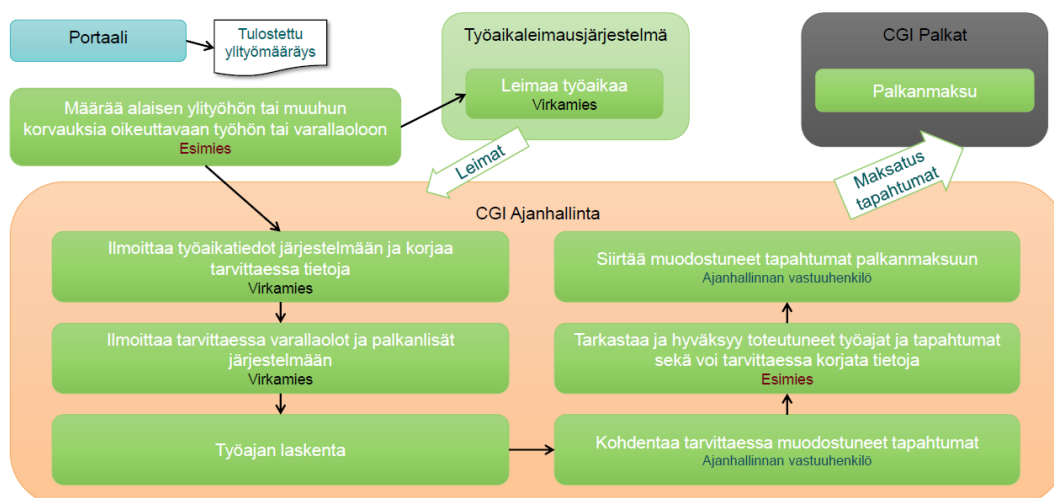 Portaali
Tulostettu
ylityömääräys
Työaikaleimausjärjestelmä
Leimaa työaikaa
Virkamies
CGI Palkat
Palkanmaksu
Määrää alaisen ylityöhön tai muuhun
korvauksia oikeuttavaan työhön tai varallaoloon
Esimies
Leimat
Maksatus
tapahtumat
CGI Ajanhallinta
Ilmoittaa työaikatiedot järjestelmään ja korjaa
tarvittaessa tietoja
Virkamies
Ilmoittaa tarvittaessa varallaolot ja palkanlisät
järjestelmään
Virkamies
Työajan laskenta
Kohdentaa tarvittaessa muodostuneet tapahtumat
Ajanhallinnan vastuuhenkilö
Tarkastaa ja hyväksyy toteutuneet työajat ja tapahtumat
sekä voi tarvittaessa korjata tietoja
Esimies
Siirtää muodostuneet tapahtumat palkanmaksuun
Ajanhallinnan vastuuhenkilö